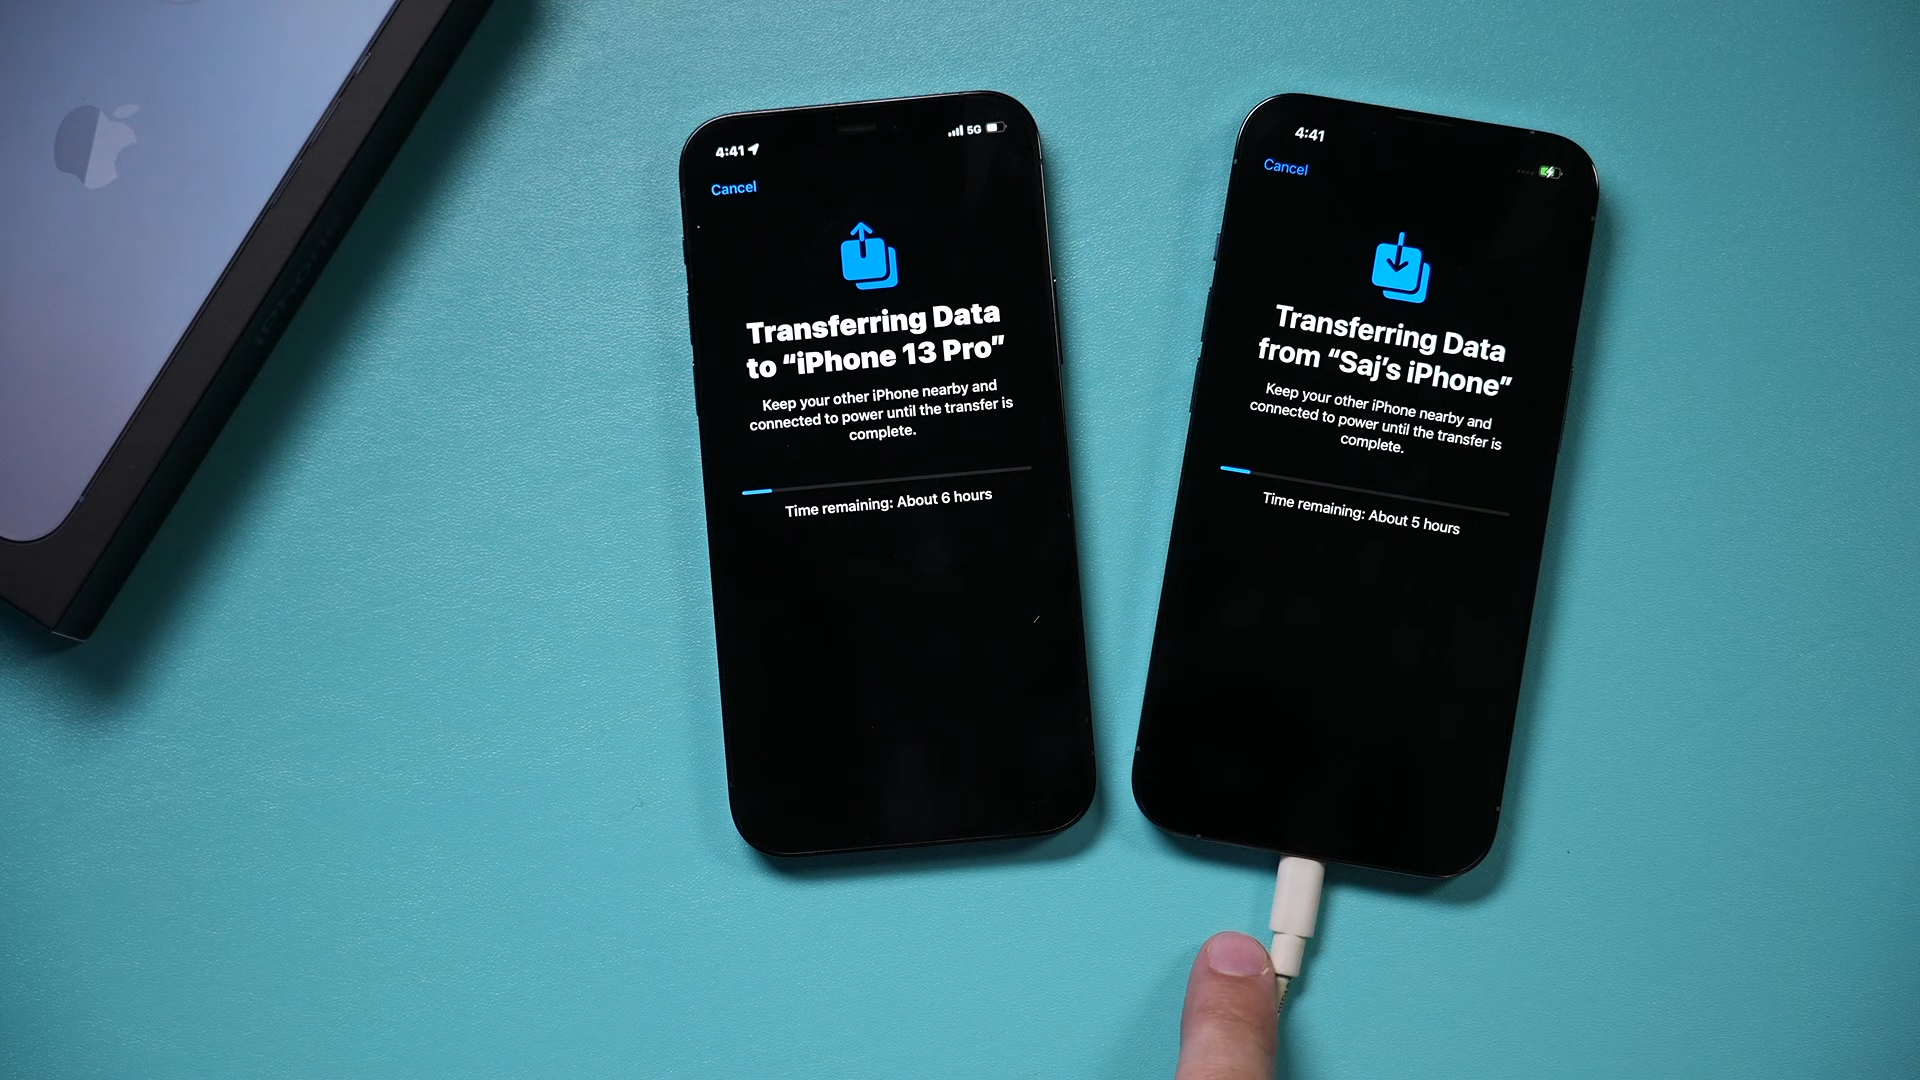 iPhone
4:41
5G
Cancel
Transferring Data
to “iPhone 13 Pro”
Keep your other iPhone nearby and
connected to power until the transfer is
complete.
Time remaining: About 6 hours
4:41
Cancel
Transferring Data
from “Saj’s iPhone”
Keep your other iPhone nearby and
connected to power until the transfer is
complete.
Time remaining: About 5 hours